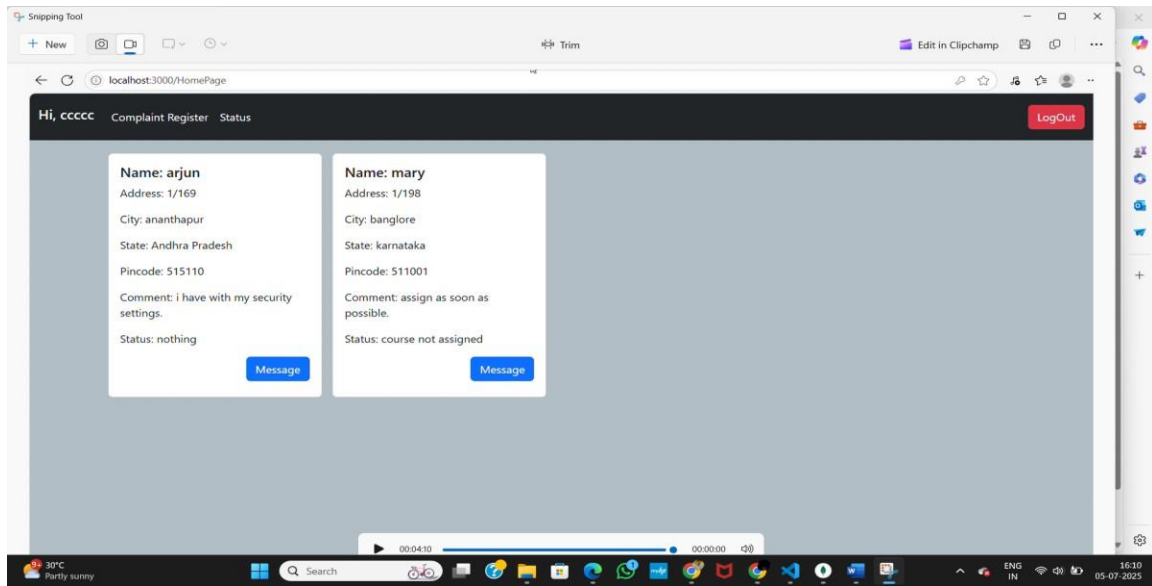 Snipping Tool
New
Trim
Edit in Clipchamp
localhost:3000/HomePage
Hi, ccccc
Complaint Register
Status
LogOut
Name: arjun
Address: 1/169
City: ananthapur
State: Andhra Pradesh
Pincode: 515110
Comment: i have with my security
settings.
Status: nothing
Message
Name: mary
Address: 1/198
City: banglore
State: karnataka
Pincode: 511001
Comment: assign as soon as
possible.
Status: course not assigned
Message
00:04:10
00:00:00
9+
30°C
Partly sunny
Search
ENG
IN
16:10
05-07-2025